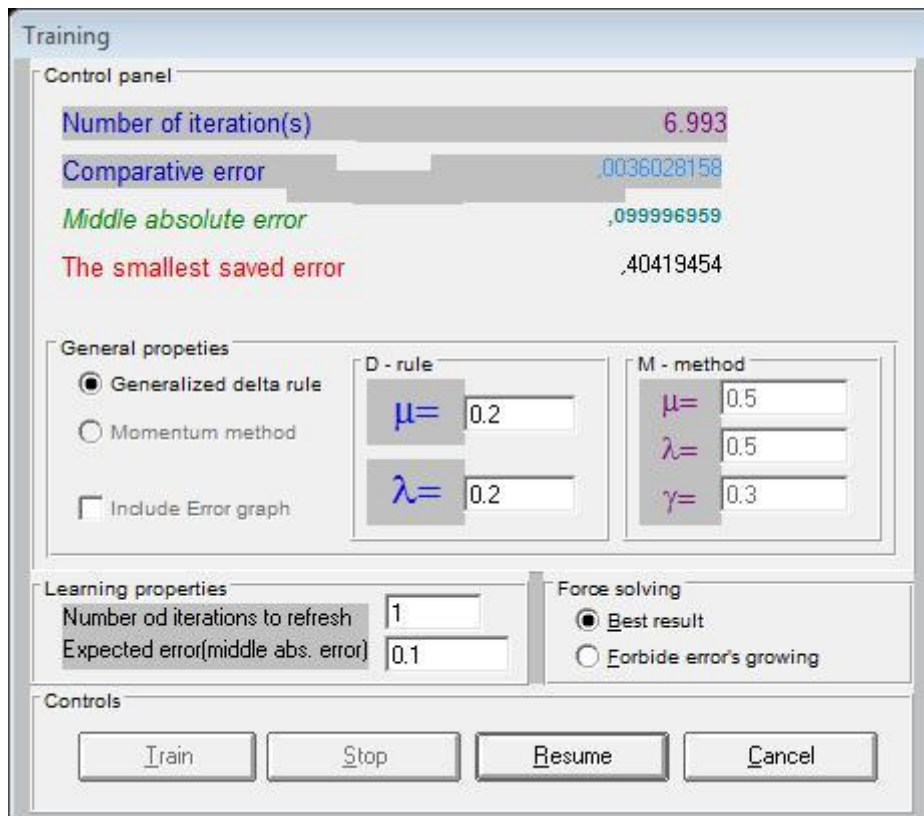 Training
Control panel
Number of iteration(s) 6.993
Comparative error ,0036028158
Middle absolute error ,099996959
The smallest saved error ,40419454
General propeties
Generalized delta rule
Momentum method
Include Error graph
D - rule
μ= 0.2
λ= 0.2
M - method
μ= 0.5
λ= 0.5
γ= 0.3
Learning properties
Number od iterations to refresh 1
Expected error(middle abs. error) 0.1
Force solving
Best result
Forbide error's growing
Controls
Train Stop Resume Cancel